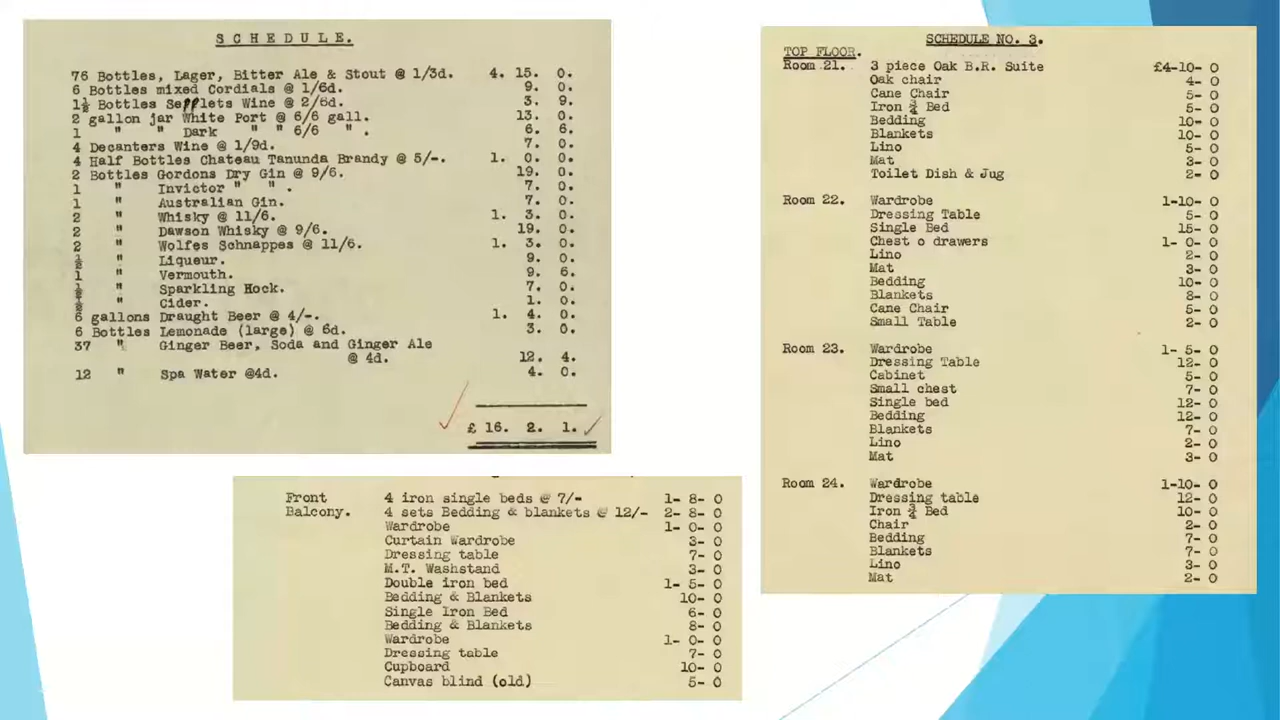 SCHEDULE.
76 Bottles, Lager, Bitter Ale & Stout @ 1/3d. 4. 15. 0.
6 Bottles mixed Cordials @ 1/6d. 9. 0.
1½ Bottles Sepplets Wine @ 2/6d. 3. 9.
2 gallon jar White Port @ 6/6 gall. 13. 0.
1 " " Dark " " 6/6 " . 6. 6.
4 Decanters Wine @ 1/9d. 7. 0.
4 Half Bottles Chateau Tanunda Brandy @ 5/-. 1. 0. 0.
2 Bottles Gordons Dry Gin @ 9/6. 19. 0.
1 " Invictor " " . 7. 0.
1 " Australian Gin. 7. 0.
2 " Whisky @ 11/6. 1. 3. 0.
2 " Dawson Whisky @ 9/6. 19. 0.
2 " Wolfes Schnappes @ 11/6. 1. 3. 0.
½ " Liqueur. 9. 0.
1 " Vermouth. 9. 6.
½ " Sparkling Hock. 7. 0.
½ " Cider. 1. 0.
6 gallons Draught Beer @ 4/-. 1. 4. 0.
6 Bottles Lemonade (large) @ 6d. 3. 0.
37 " Ginger Beer, Soda and Ginger Ale
@ 4d. 12. 4.
12 " Spa Water @4d. 4. 0.
£ 16. 2. 1.
Front 4 iron single beds @ 7/- 1- 8- 0
Balcony. 4 sets Bedding & blankets @ 12/- 2- 8- 0
Wardrobe 1- 0- 0
Curtain Wardrobe 3- 0
Dressing table 7- 0
M.T. Washstand 3- 0
Double iron bed 1- 5- 0
Bedding & Blankets 10- 0
Single Iron Bed 6- 0
Bedding & Blankets 8- 0
Wardrobe 1- 0- 0
Dressing table 7- 0
Cupboard 10- 0
Canvas blind (old) 5- 0
SCHEDULE NO. 3.
TOP FLOOR.
Room 21. 3 piece Oak B.R. Suite £4-10- 0
Oak chair 4- 0
Cane Chair 5- 0
Iron ¾ Bed 5- 0
Bedding 10- 0
Blankets 10- 0
Lino 5- 0
Mat 3- 0
Toilet Dish & Jug 2- 0
Room 22. Wardrobe 1-10- 0
Dressing Table 5- 0
Single Bed 15- 0
Chest o drawers 1- 0- 0
Lino 2- 0
Mat 3- 0
Bedding 10- 0
Blankets 8- 0
Cane Chair 5- 0
Small Table 2- 0
Room 23. Wardrobe 1- 5- 0
Dressing Table 12- 0
Cabinet 5- 0
Small chest 7- 0
Single bed 12- 0
Bedding 12- 0
Blankets 7- 0
Lino 2- 0
Mat 3- 0
Room 24. Wardrobe 1-10- 0
Dressing table 12- 0
Iron ¾ Bed 10- 0
Chair 2- 0
Bedding 7- 0
Blankets 7- 0
Lino 3- 0
Mat 2- 0